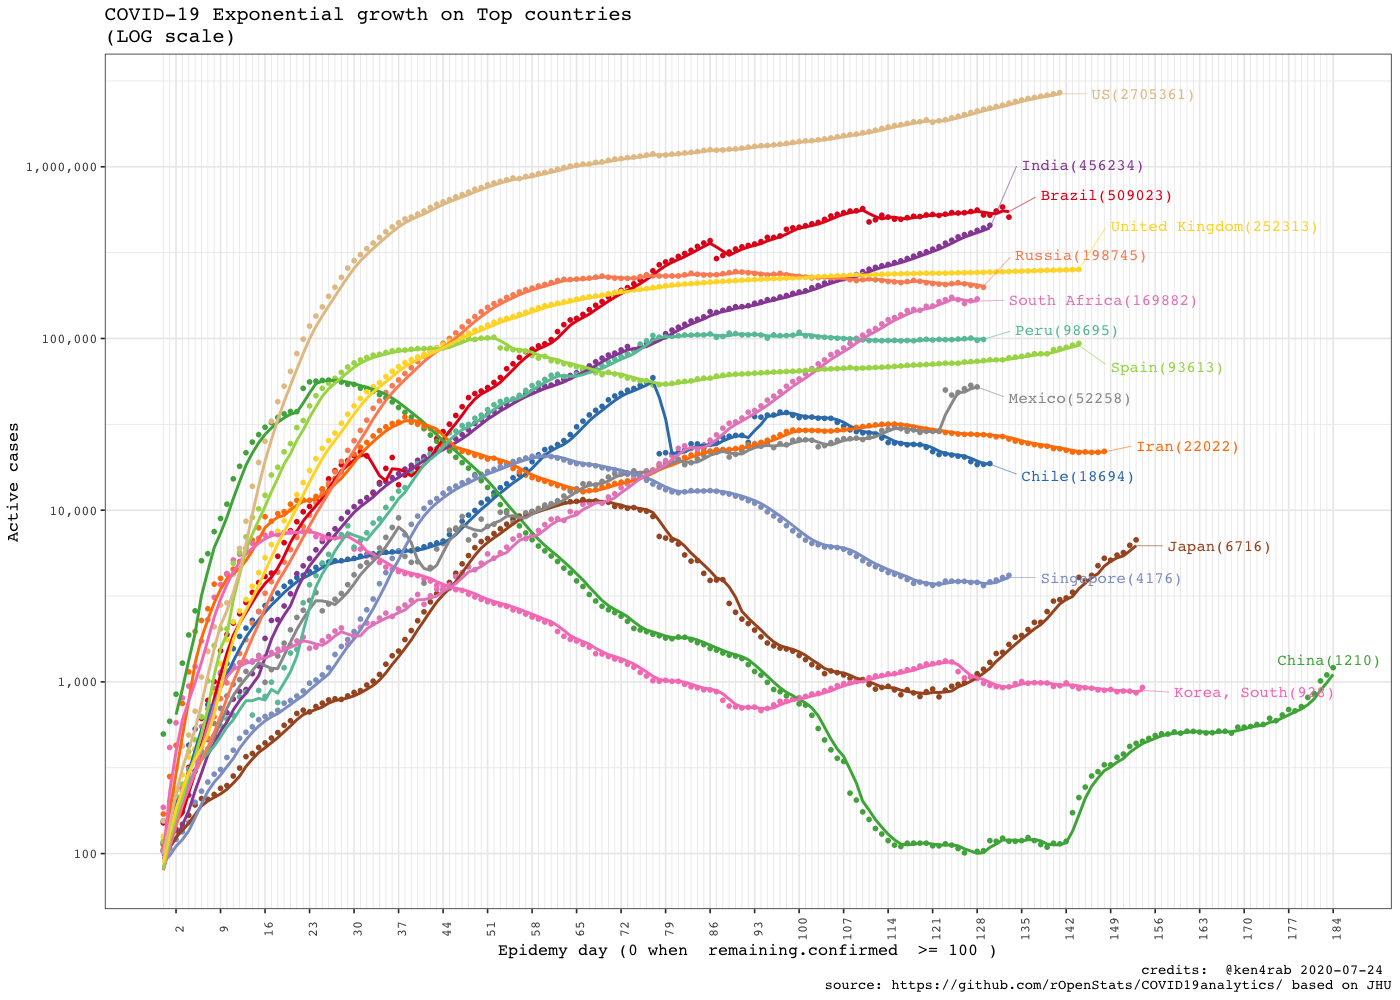 COVID-19 Exponential growth on Top countries
(LOG scale)
Active cases
1,000,000
100,000
10,000
1,000
100
US(2705361)
India(456234)
Brazil(509023)
United Kingdom(252313)
Russia(198745)
South Africa(169882)
Peru(98695)
Spain(93613)
Mexico(52258)
Iran(22022)
Chile(18694)
Japan(6716)
Singapore(4176)
China(1210)
Korea, South(928)
2 9 16 23 30 37 44 51 58 65 72 79 86 93 100 107 114 121 128 135 142 149 156 163 170 177 184
Epidemy day (0 when remaining.confirmed >= 100 )
credits: @ken4rab 2020-07-24
source: https://github.com/rOpenStats/COVID19analytics/ based on JHU